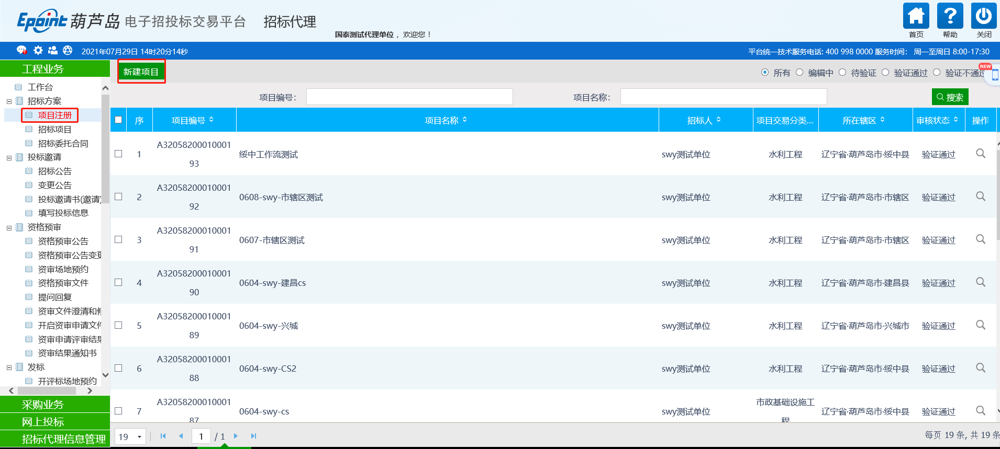 Epoint 葫芦岛 电子招投标交易平台 招标代理
国泰测试代理单位 ，欢迎您！
首页 帮助 关闭
2021年07月29日 14时20分14秒
平台统一技术服务电话: 400 998 0000 服务时间： 周一至周日 8:00-17:30
工程业务
工作台
招标方案
项目注册
招标项目
招标委托合同
投标邀请
招标公告
变更公告
投标邀请书(邀请)
填写投标信息
资格预审
资格预审公告
资格预审公告变更
资审场地预约
资格预审文件
提问回复
资审文件澄清和修
开启资审申请文件
资审申请评审结果
资审结果通知书
发标
开评标场地预约
采购业务
网上投标
招标代理信息管理
新建项目
所有 编辑中 待验证 验证通过 验证不通过
NEW
项目编号： 项目名称： 搜索
序 项目编号 项目名称 招标人 项目交易分类... 所在辖区 审核状态 操作
1 A3205820001000193 绥中工作流测试 swy测试单位 水利工程 辽宁省·葫芦岛市·绥中县 验证通过
2 A3205820001000192 0608-swy-市辖区测试 swy测试单位 水利工程 辽宁省·葫芦岛市·市辖区 验证通过
3 A3205820001000191 0607-市辖区测试 swy测试单位 水利工程 辽宁省·葫芦岛市·市辖区 验证通过
4 A3205820001000190 0604-swy-建昌cs swy测试单位 水利工程 辽宁省·葫芦岛市·建昌县 验证通过
5 A3205820001000189 0604-swy-兴城 swy测试单位 水利工程 辽宁省·葫芦岛市·兴城市 验证通过
6 A3205820001000188 0604-swy-CS2 swy测试单位 水利工程 辽宁省·葫芦岛市·绥中县 验证通过
7 A3205820001000187 0604-swy-cs swy测试单位 市政基础设施工程 辽宁省·葫芦岛市·绥中县 验证通过
19 1 / 1
每页 19 条, 共 19 条